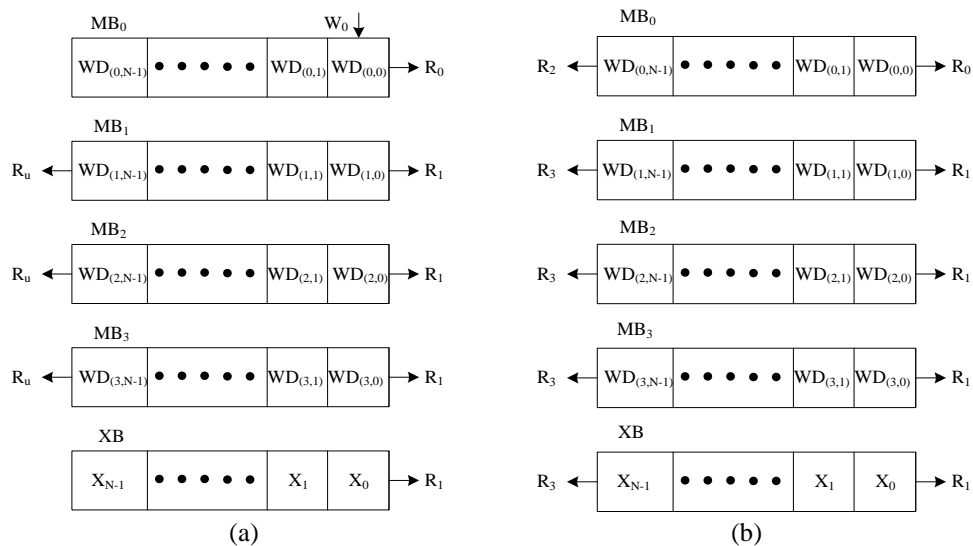 MB₀ W₀
WD₍₀,N-1₎ WD₍₀,₁₎ WD₍₀,₀₎ R₀
MB₁
Rᵤ WD₍₁,N-1₎ WD₍₁,₁₎ WD₍₁,₀₎ R₁
MB₂
Rᵤ WD₍₂,N-1₎ WD₍₂,₁₎ WD₍₂,₀₎ R₁
MB₃
Rᵤ WD₍₃,N-1₎ WD₍₃,₁₎ WD₍₃,₀₎ R₁
XB
X_N-1 X₁ X₀ R₁
(a)
MB₀
R₂ WD₍₀,N-1₎ WD₍₀,₁₎ WD₍₀,₀₎ R₀
MB₁
R₃ WD₍₁,N-1₎ WD₍₁,₁₎ WD₍₁,₀₎ R₁
MB₂
R₃ WD₍₂,N-1₎ WD₍₂,₁₎ WD₍₂,₀₎ R₁
MB₃
R₃ WD₍₃,N-1₎ WD₍₃,₁₎ WD₍₃,₀₎ R₁
XB
R₃ X_N-1 X₁ X₀ R₁
(b)